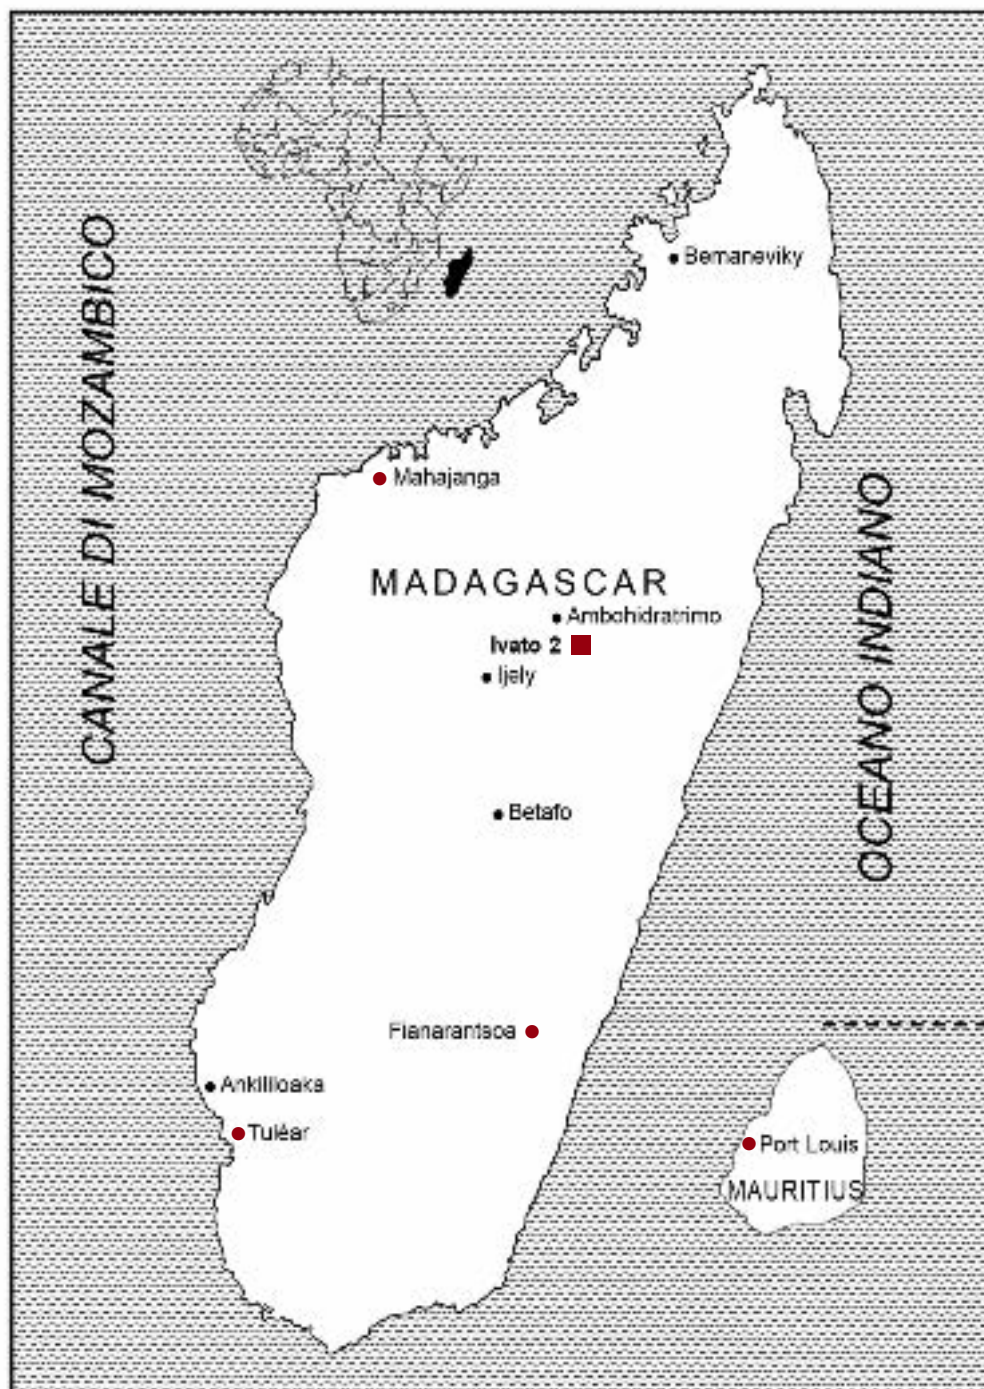 CANALE DI MOZAMBICO
Bemaneviky
Mahajanga
MADAGASCAR
Ambohidratrimo
Ivato 2
Ijely
OCEANO INDIANO
Betafo
Fianarantsoa
Ankililoaka
Tuléar
Port Louis
MAURITIUS